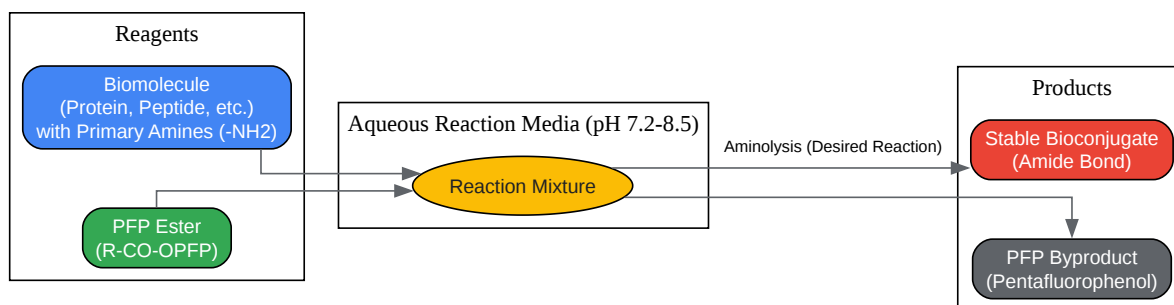 Reagents
Biomolecule
(Protein, Peptide, etc.)
with Primary Amines (-NH2)
PFP Ester
(R-CO-OPFP)
Aqueous Reaction Media (pH 7.2-8.5)
Reaction Mixture
Aminolysis (Desired Reaction)
Products
Stable Bioconjugate
(Amide Bond)
PFP Byproduct
(Pentafluorophenol)